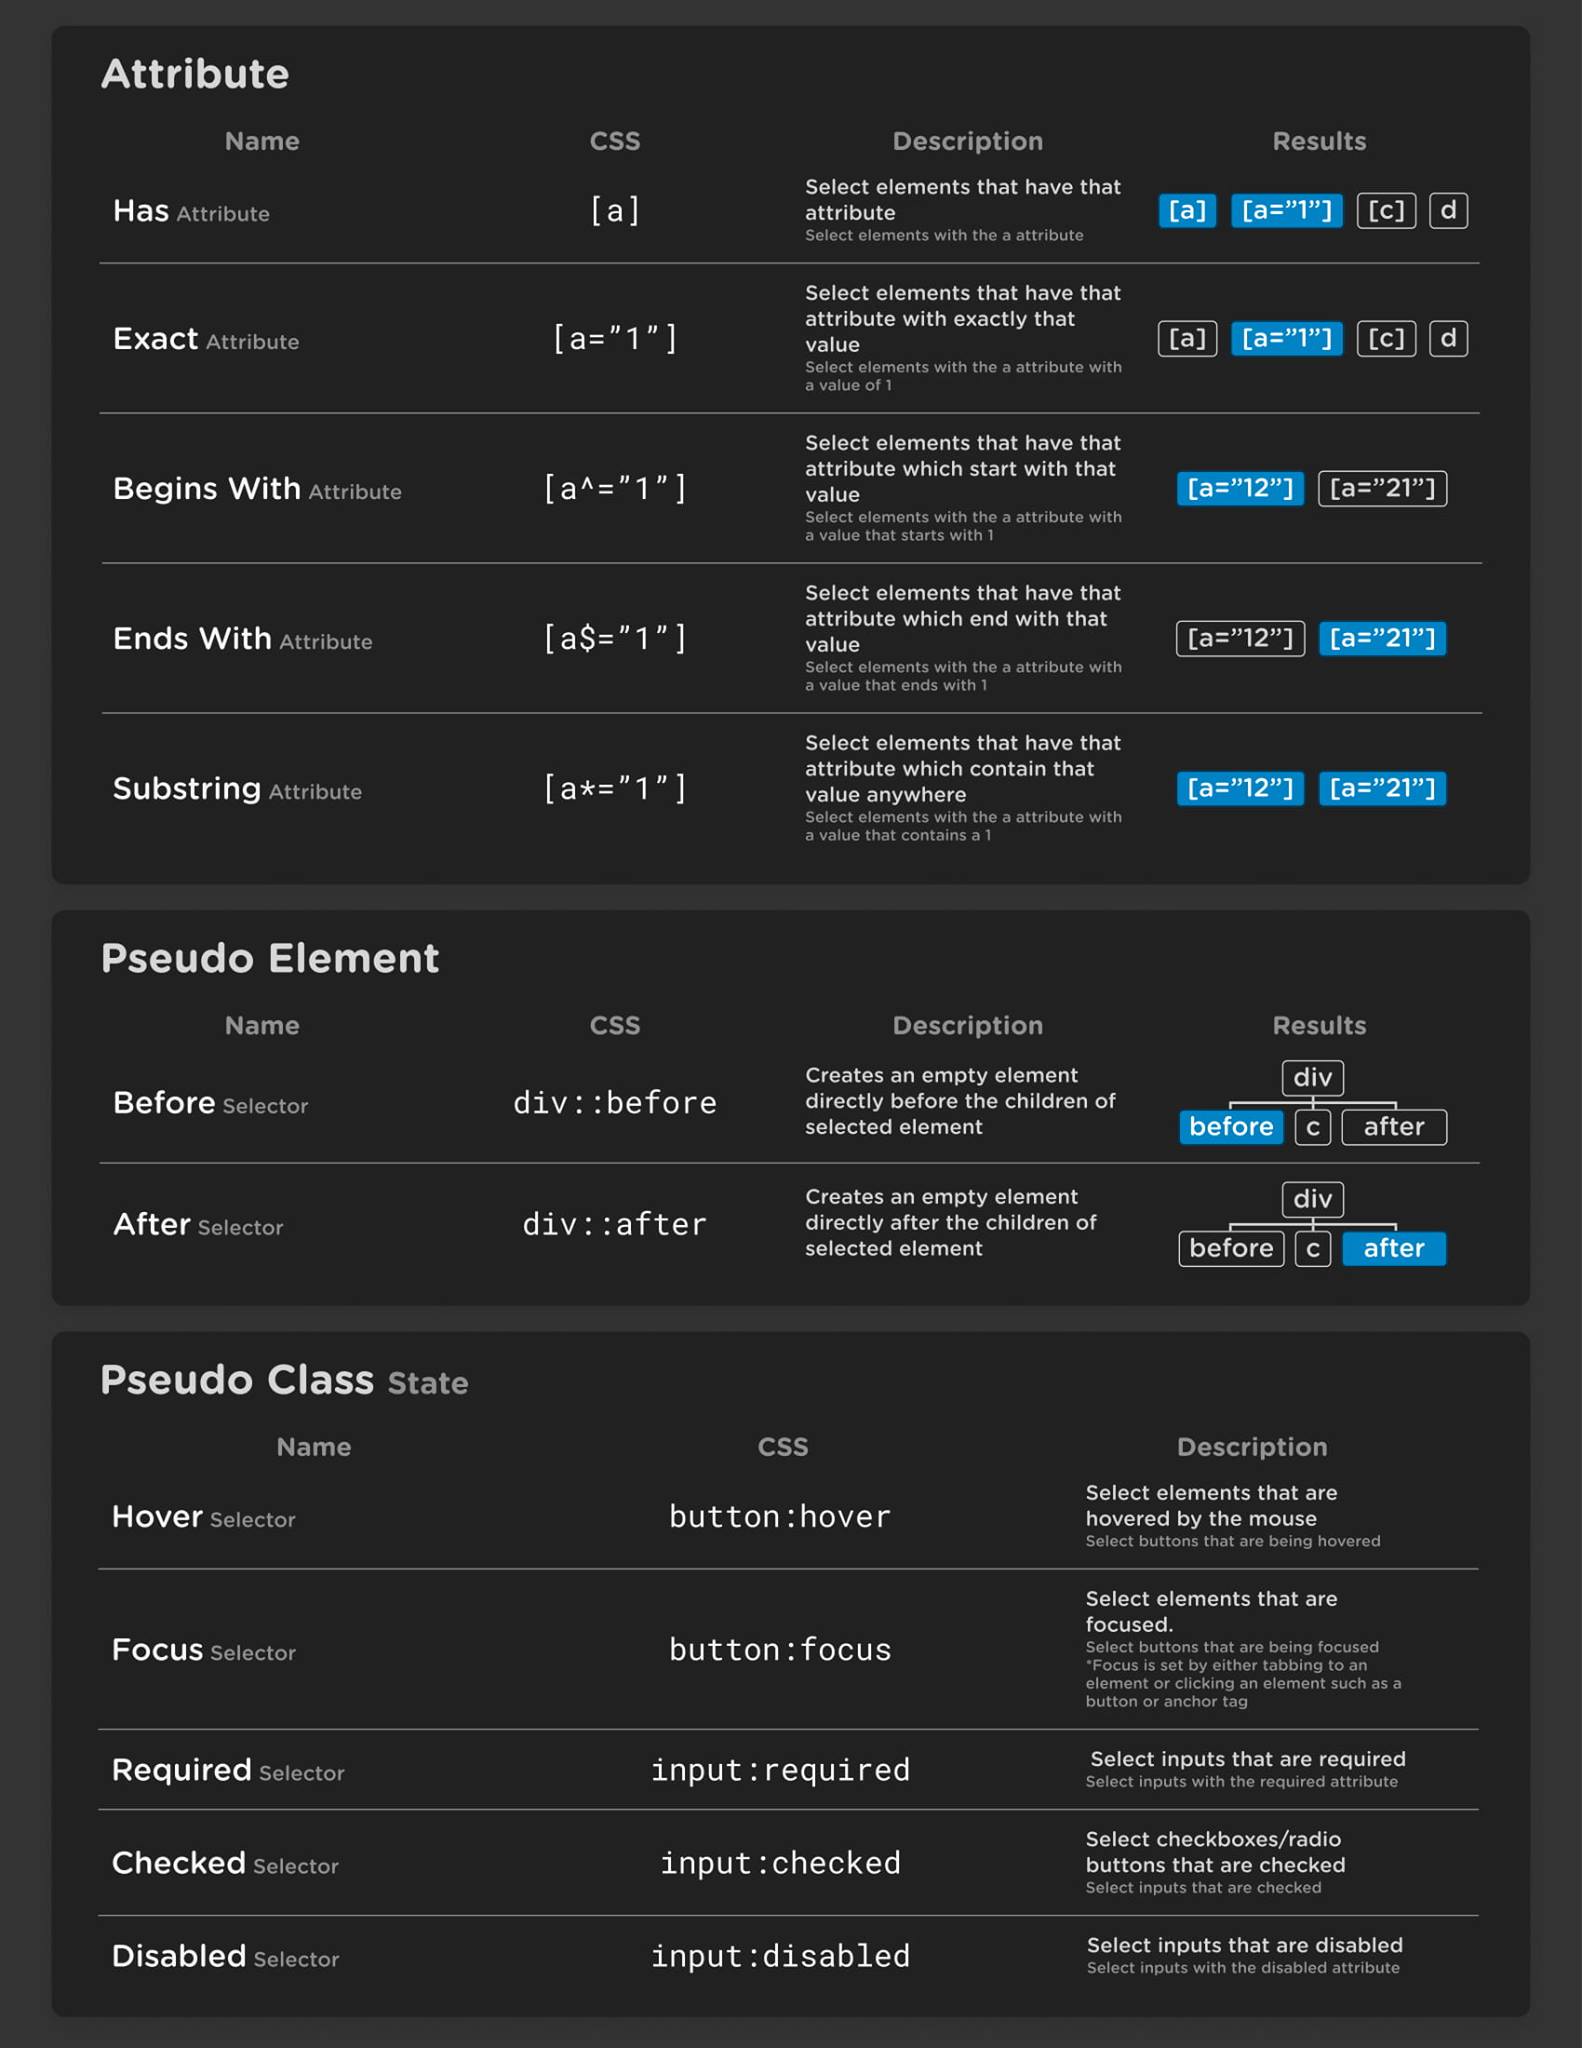 Attribute
Name CSS Description Results
Has Attribute [a] Select elements that have that
attribute
Select elements with the a attribute
[a] [a=”1”] [c] d
Exact Attribute [a=”1”] Select elements that have that
attribute with exactly that
value
Select elements with the a attribute with
a value of 1
[a] [a=”1”] [c] d
Begins With Attribute [a^=”1”] Select elements that have that
attribute which start with that
value
Select elements with the a attribute with
a value that starts with 1
[a=”12”] [a=”21”]
Ends With Attribute [a$=”1”] Select elements that have that
attribute which end with that
value
Select elements with the a attribute with
a value that ends with 1
[a=”12”] [a=”21”]
Substring Attribute [a*=”1”] Select elements that have that
attribute which contain that
value anywhere
Select elements with the a attribute with
a value that contains a 1
[a=”12”] [a=”21”]
Pseudo Element
Name CSS Description Results
Before Selector div::before Creates an empty element
directly before the children of
selected element
div
before c after
After Selector div::after Creates an empty element
directly after the children of
selected element
div
before c after
Pseudo Class State
Name CSS Description
Hover Selector button:hover Select elements that are
hovered by the mouse
Select buttons that are being hovered
Focus Selector button:focus Select elements that are
focused.
Select buttons that are being focused
*Focus is set by either tabbing to an
element or clicking an element such as a
button or anchor tag
Required Selector input:required Select inputs that are required
Select inputs with the required attribute
Checked Selector input:checked Select checkboxes/radio
buttons that are checked
Select inputs that are checked
Disabled Selector input:disabled Select inputs that are disabled
Select inputs with the disabled attribute